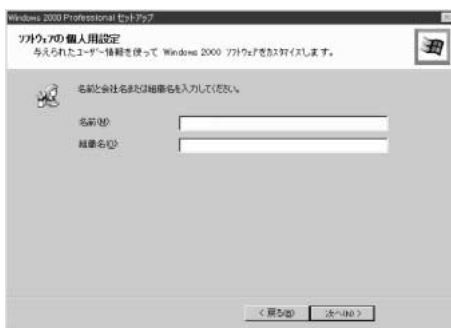 Windows 2000 Professional セットアップ
ソフトウェアの個人用設定
与えられたユーザー情報を使って Windows 2000 ソフトウェアをカスタマイズします。
名前と会社名または組織名を入力してください。
名前(M)
組織名(O)
< 戻る(B)
次へ(N) >